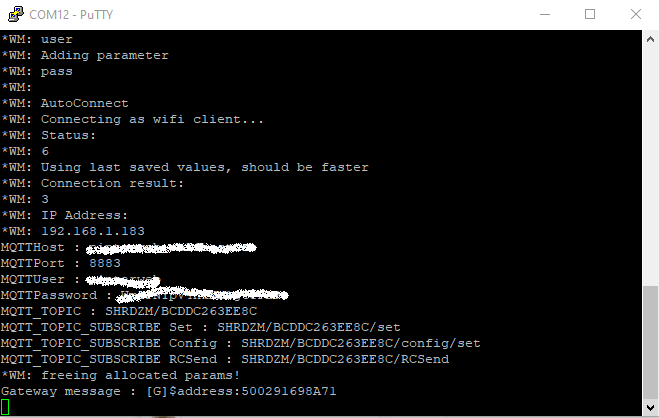 COM12 - PuTTY
*WM: user
*WM: Adding parameter
*WM: pass
*WM:
*WM: AutoConnect
*WM: Connecting as wifi client...
*WM: Status:
*WM: 6
*WM: Using last saved values, should be faster
*WM: Connection result:
*WM: 3
*WM: IP Address:
*WM: 192.168.1.183
MQTTHost :
MQTTPort : 8883
MQTTUser :
MQTTPassword :
MQTT_TOPIC : SHRDZM/BCDDC263EE8C
MQTT_TOPIC_SUBSCRIBE Set : SHRDZM/BCDDC263EE8C/set
MQTT_TOPIC_SUBSCRIBE Config : SHRDZM/BCDDC263EE8C/config/set
MQTT_TOPIC_SUBSCRIBE RCSend : SHRDZM/BCDDC263EE8C/RCSend
*WM: freeing allocated params!
Gateway message : [G]$address:500291698A71